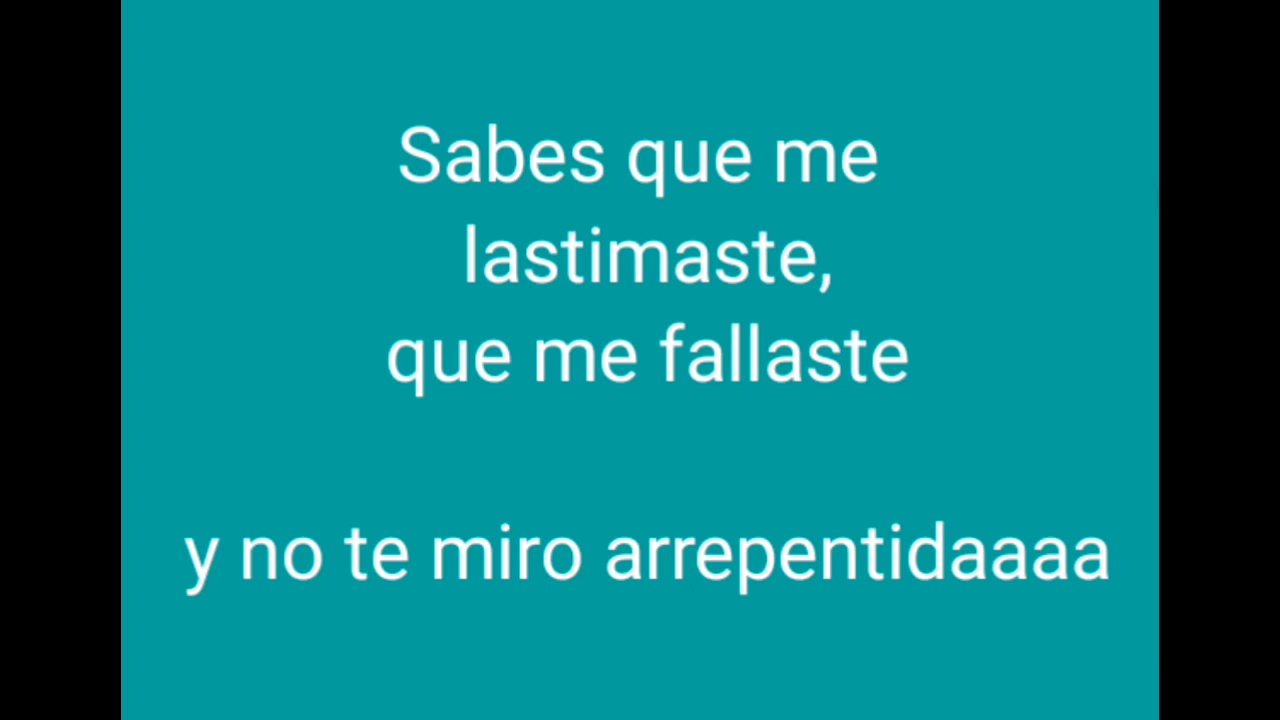 Sabes que me
lastimaste,
que me fallaste
y no te miro arrepentidaaaa